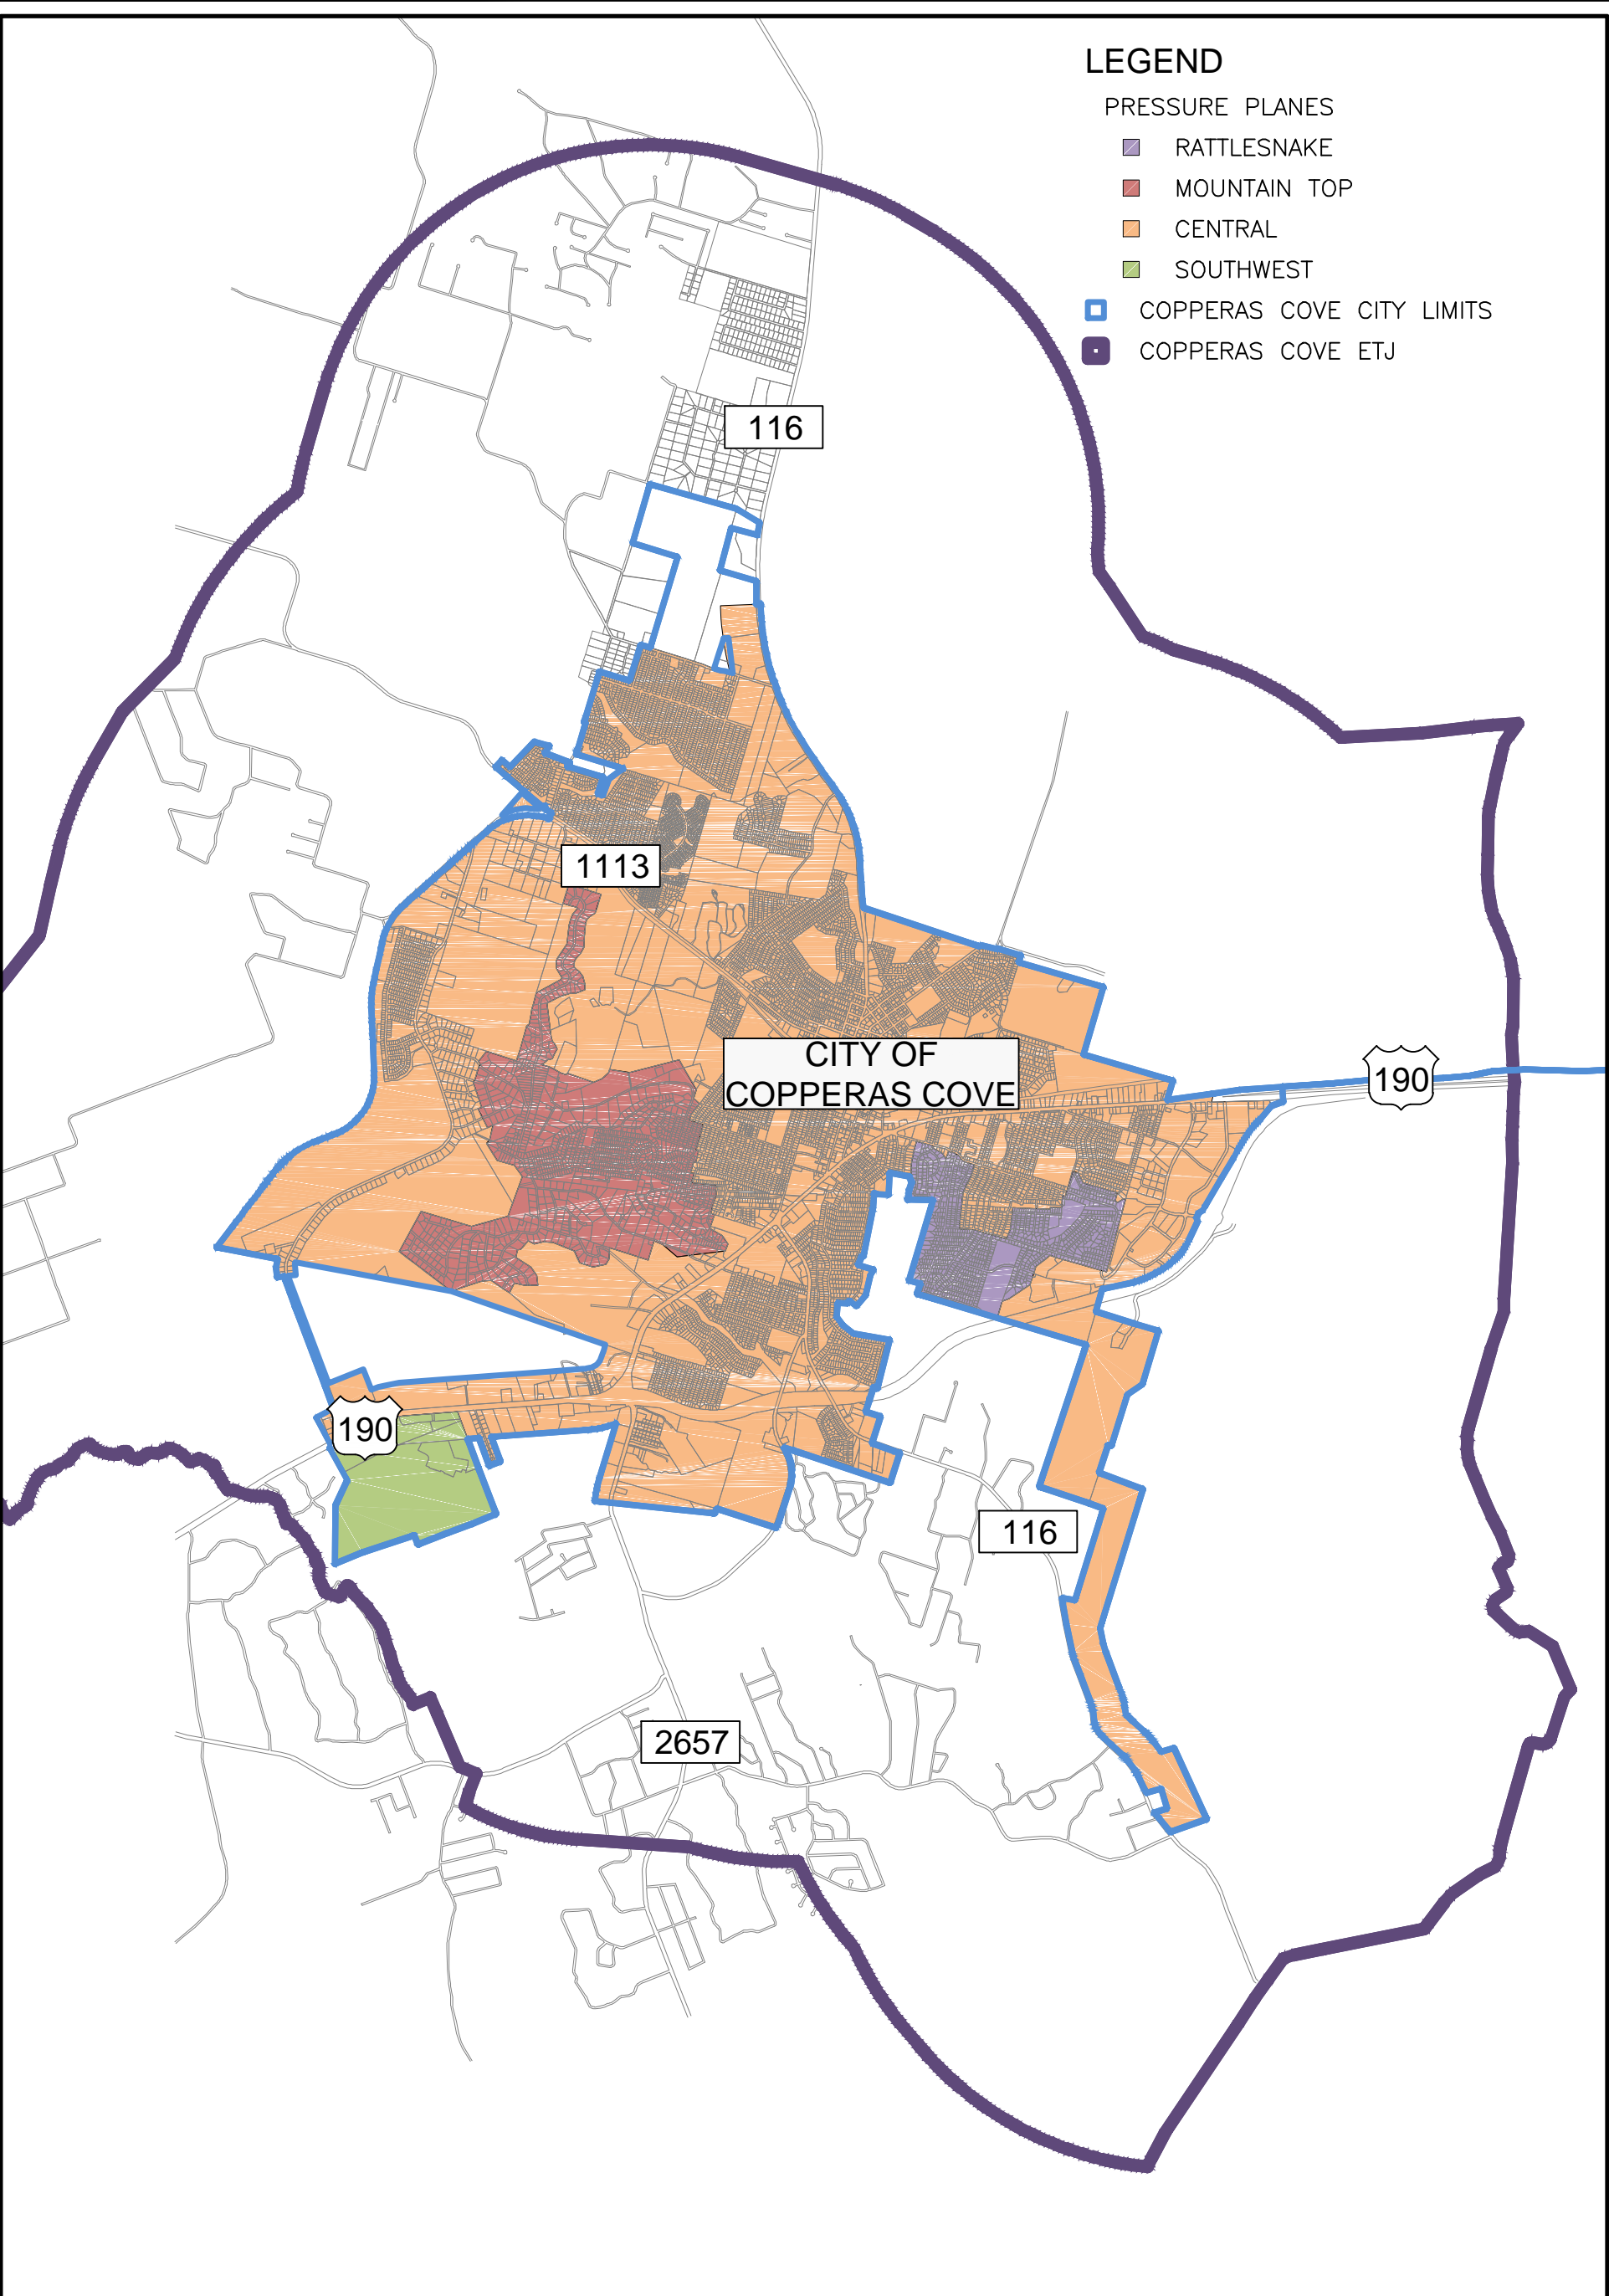 LEGEND
PRESSURE PLANES
RATTLESNAKE
MOUNTAIN TOP
CENTRAL
SOUTHWEST
COPPERAS COVE CITY LIMITS
COPPERAS COVE ETJ
116
1113
CITY OF
COPPERAS COVE
190
190
116
2657